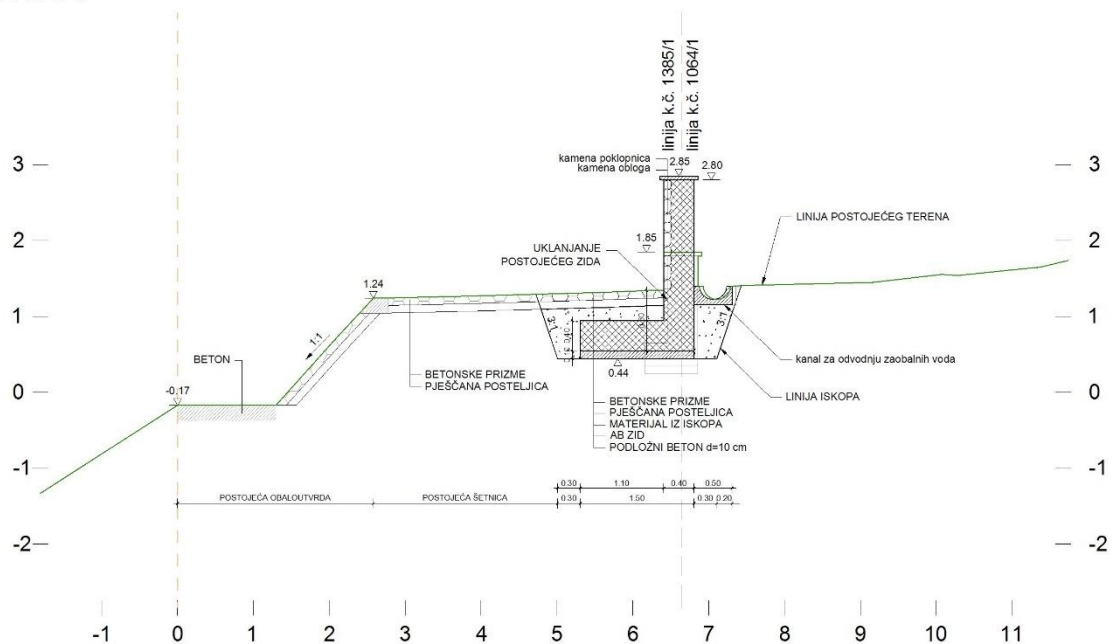 linija k.č. 1385/1
linija k.č. 1064/1
3
2
1
0
-1
-2
3
2
1
0
-1
-2
kamena poklopnica
kamena obloga
2.85
2.80
1.85
UKLANJANJE
POSTOJEĆEG ZIDA
LINIJA POSTOJEĆEG TERENA
1.24
1:1
3:1
3:1
BETON
-0.17
0.40
0.10
0.44
kanal za odvodnju zaobalnih voda
LINIJA ISKOPA
BETONSKE PRIZME
PJEŠČANA POSTELJICA
BETONSKE PRIZME
PJEŠČANA POSTELJICA
MATERIJAL IZ ISKOPA
AB ZID
PODLOŽNI BETON d=10 cm
0.30 1.10 0.40 0.50
POSTOJEĆA OBALOUTVRDA POSTOJEĆA ŠETNICA 0.30 1.50 0.30 0.20
-1 0 1 2 3 4 5 6 7 8 9 10 11